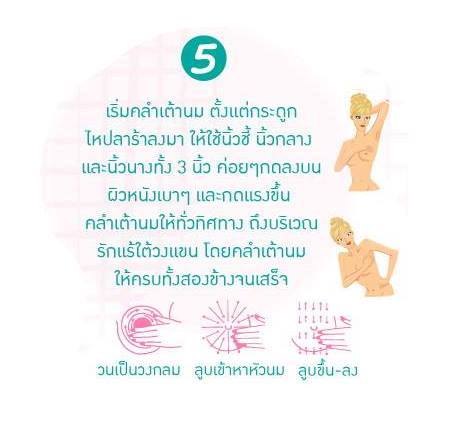 5
เริ่มคลำเต้านม ตั้งแต่กระดูก
ไหปลาร้าลงมา ให้ใช้นิ้วชี้ นิ้วกลาง
และนิ้วนางทั้ง 3 นิ้ว ค่อยๆกดลงบน
ผิวหนังเบาๆ และกดแรงขึ้น
คลำเต้านมให้ทั่วทิศทาง ถึงบริเวณ
รักแร้ใต้วงแขน โดยคลำเต้านม
ให้ครบทั้งสองข้างจนเสร็จ
วนเป็นวงกลม ลูบเข้าหาหัวนม ลูบขึ้น-ลง